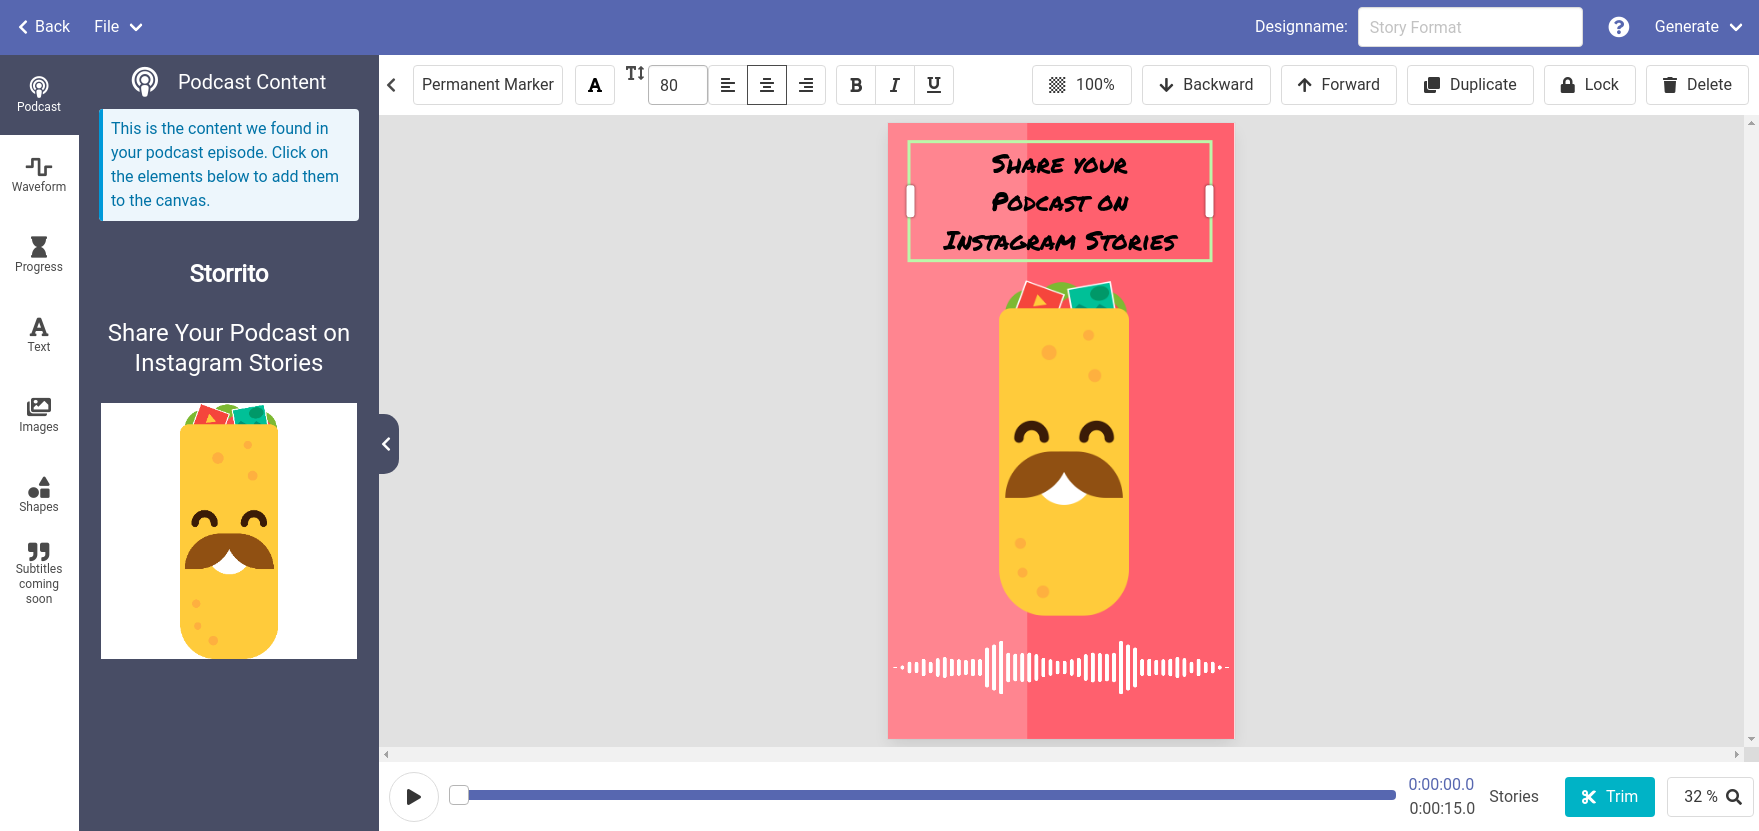 Back
File
Designname:
Story Format
Generate
Podcast
Waveform
Progress
Text
Images
Shapes
Subtitles
coming
soon
Podcast Content
This is the content we found in
your podcast episode. Click on
the elements below to add them
to the canvas.
Storrito
Share Your Podcast on
Instagram Stories
Permanent Marker
A
T
80
B
I
U
100%
Backward
Forward
Duplicate
Lock
Delete
Share your
Podcast on
Instagram Stories
0:00:00.0
0:00:15.0
Stories
Trim
32 %